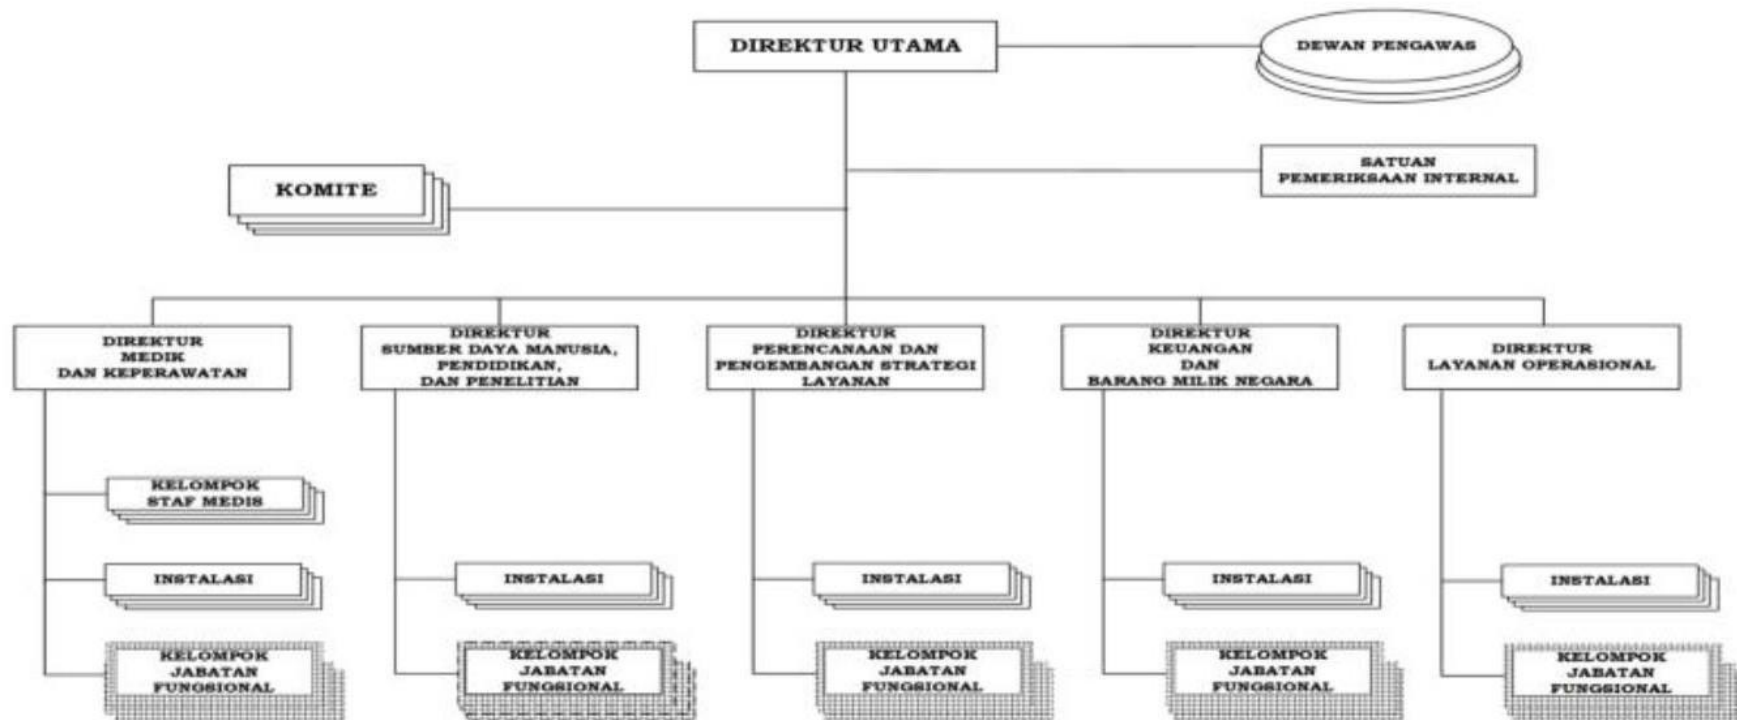 DIREKTUR UTAMA
DEWAN PENGAWAS
SATUAN
PEMERIKSAAN INTERNAL
KOMITE
DIREKTUR
MEDIK
DAN KEPERAWATAN
DIREKTUR
SUMBER DAYA MANUSIA,
PENDIDIKAN,
DAN PENELITIAN
DIREKTUR
PERENCANAAN DAN
PENGEMBANGAN STRATEGI
LAYANAN
DIREKTUR
KEUANGAN
DAN
BARANG MILIK NEGARA
DIREKTUR
LAYANAN OPERASIONAL
KELOMPOK
STAF MEDIS
INSTALASI
INSTALASI
INSTALASI
INSTALASI
INSTALASI
KELOMPOK
JABATAN
FUNGSIONAL
KELOMPOK
JABATAN
FUNGSIONAL
KELOMPOK
JABATAN
FUNGSIONAL
KELOMPOK
JABATAN
FUNGSIONAL
KELOMPOK
JABATAN
FUNGSIONAL